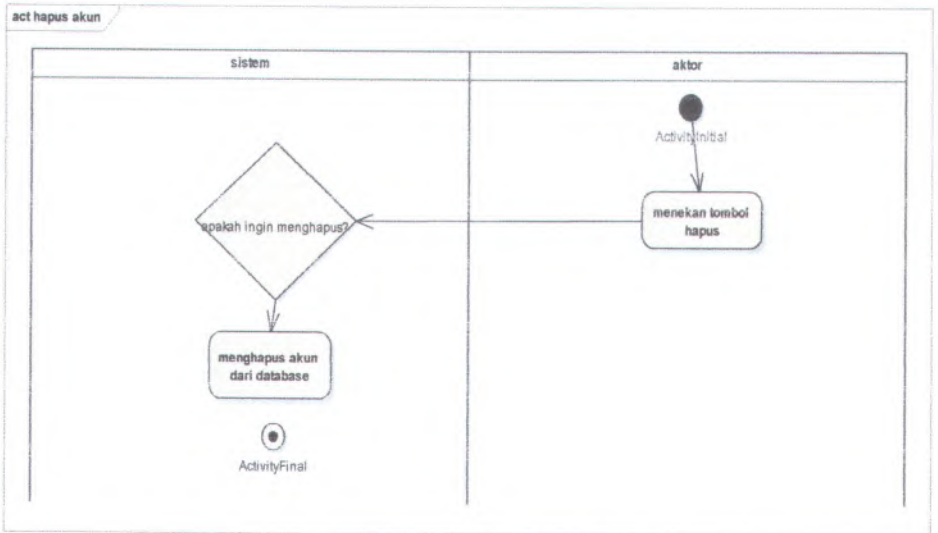 act hapus akun
sistem
aktor
ActivityInitial
menekan tombol
hapus
apakah ingin menghapus?
menghapus akun
dari database
ActivityFinal